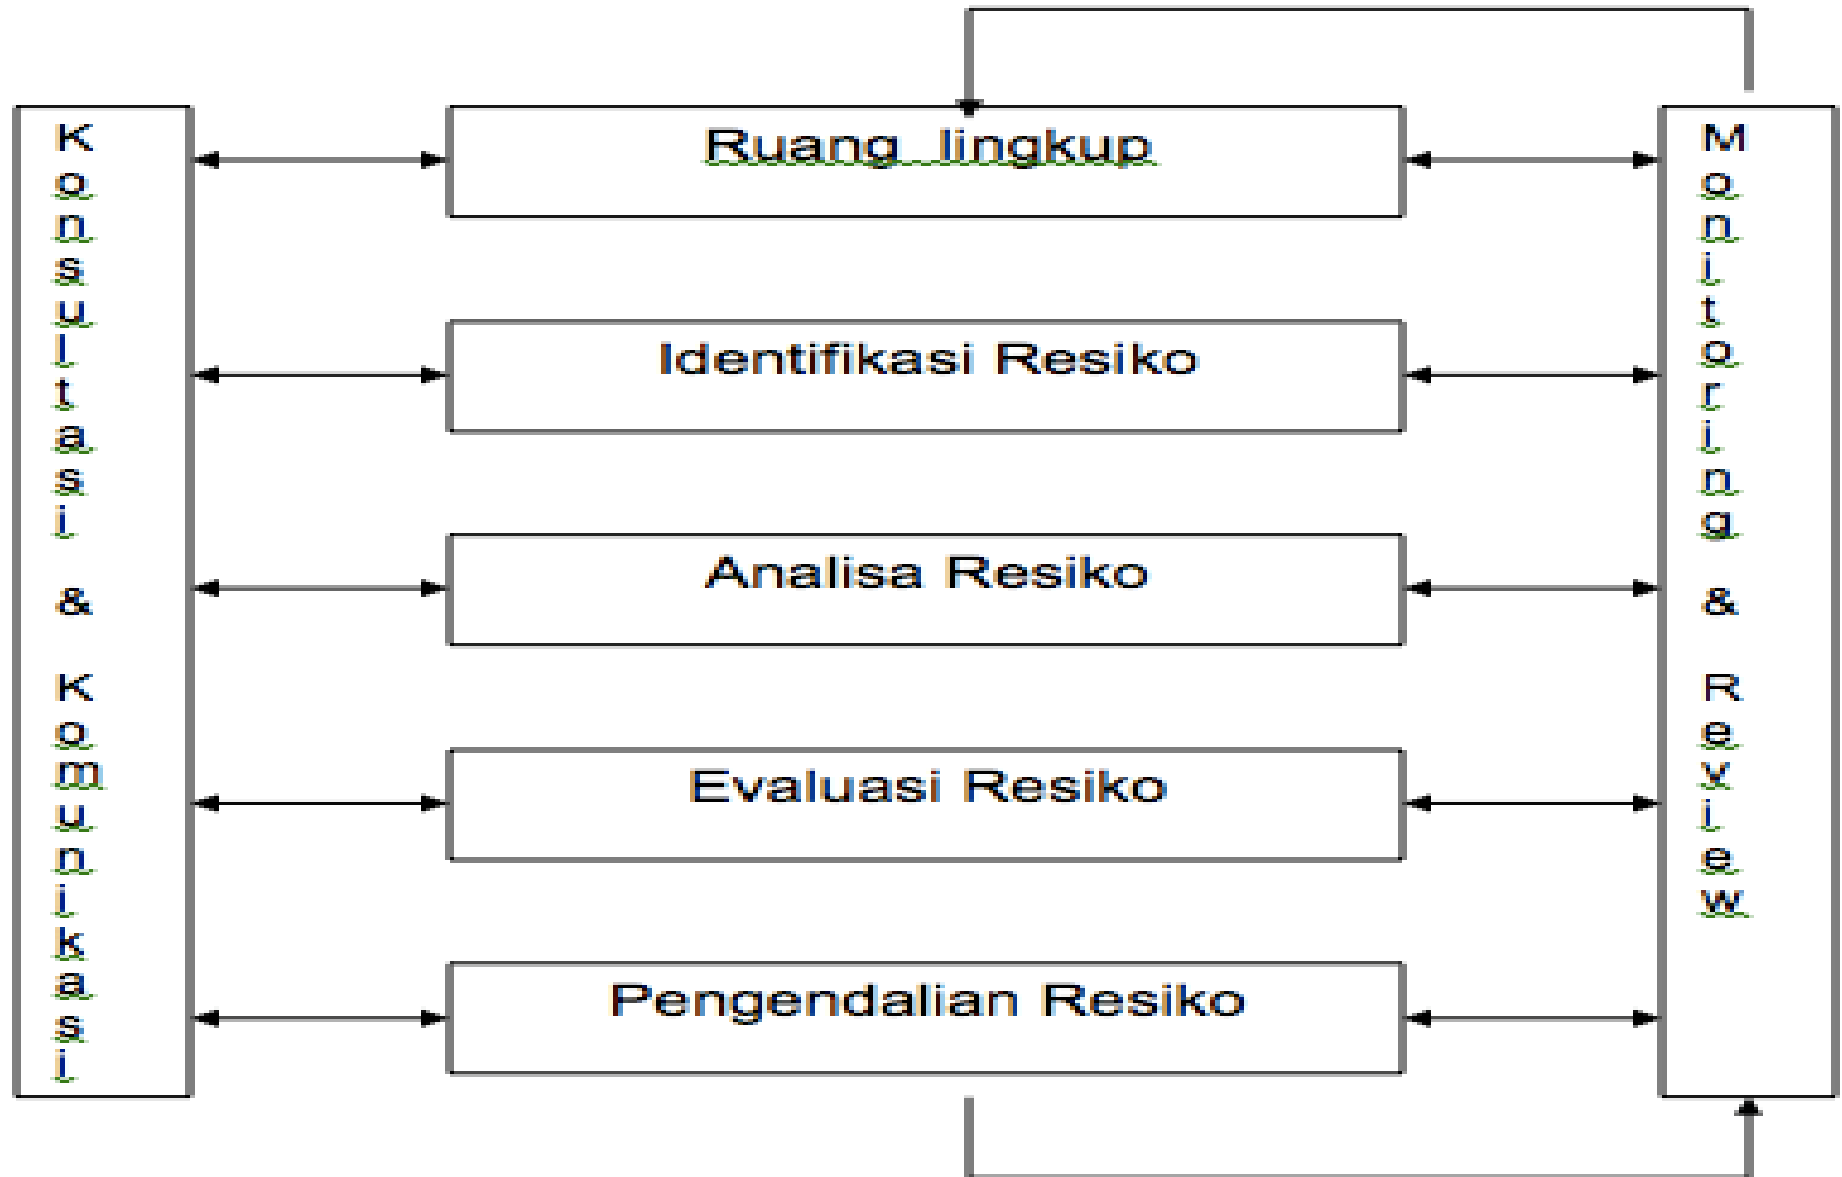 Konsultasi & Komunikasi
Ruang lingkup
Identifikasi Resiko
Analisa Resiko
Evaluasi Resiko
Pengendalian Resiko
Monitoring & Review